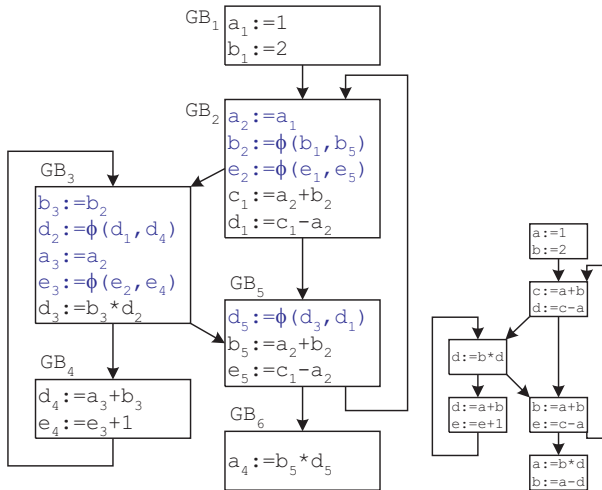 GB1
a1:=1
b1:=2
GB2
a2:=a1
b2:=ϕ(b1,b5)
e2:=ϕ(e1,e5)
c1:=a2+b2
d1:=c1-a2
GB3
b3:=b2
d2:=ϕ(d1,d4)
a3:=a2
e3:=ϕ(e2,e4)
d3:=b3*d2
GB5
d5:=ϕ(d3,d1)
b5:=a2+b2
e5:=c1-a2
GB4
d4:=a3+b3
e4:=e3+1
GB6
a4:=b5*d5
a:=1
b:=2
c:=a+b
d:=c-a
d:=b*d
d:=a+b
e:=e+1
b:=a+b
e:=c-a
a:=b*d
b:=a-d